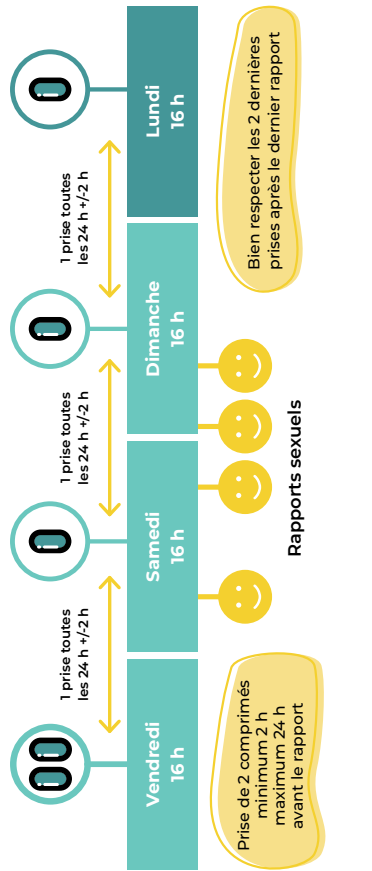 1 prise toutes
les 24 h +/-2 h
1 prise toutes
les 24 h +/-2 h
1 prise toutes
les 24 h +/-2 h
Vendredi
16 h
Samedi
16 h
Dimanche
16 h
Lundi
16 h
Prise de 2 comprimés
minimum 2 h
maximum 24 h
avant le rapport
Rapports sexuels
Bien respecter les 2 dernières
prises après le dernier rapport